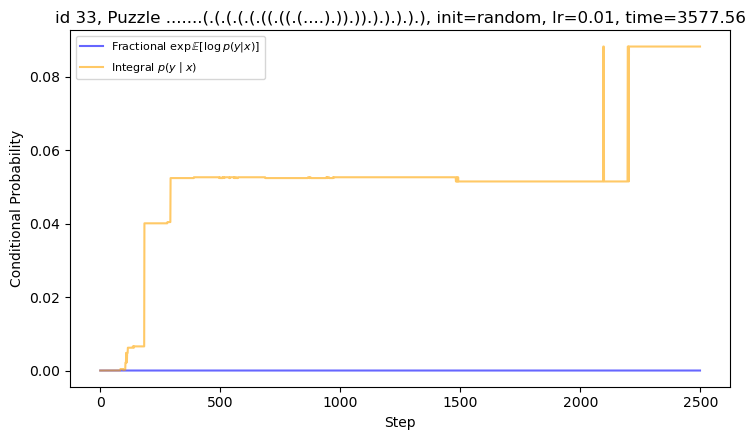 id 33, Puzzle .......(.(.(.(.(.((.((.(....).)).)).).).).).), init=random, lr=0.01, time=3577.56
Fractional exp𝔼[log p(y|x)]
Integral p(y | x)
Conditional Probability
0.08
0.06
0.04
0.02
0.00
0
500
1000
1500
2000
2500
Step